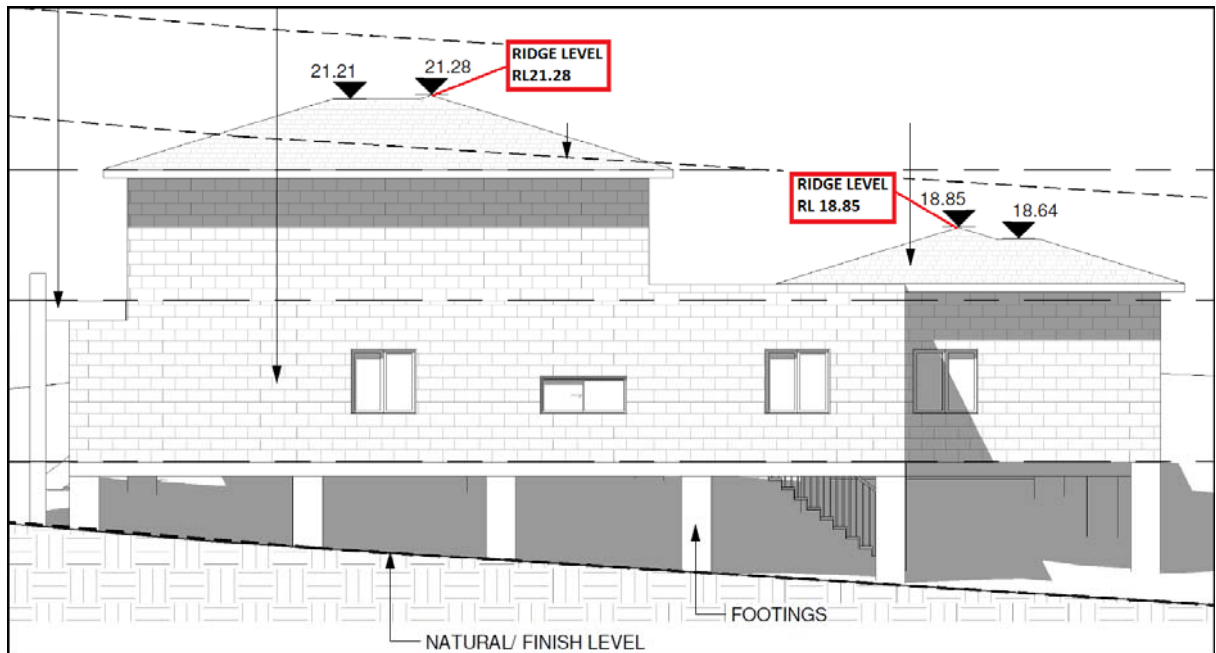 RIDGE LEVEL
RL21.28
21.21
21.28
RIDGE LEVEL
RL 18.85
18.85
18.64
FOOTINGS
NATURAL/ FINISH LEVEL